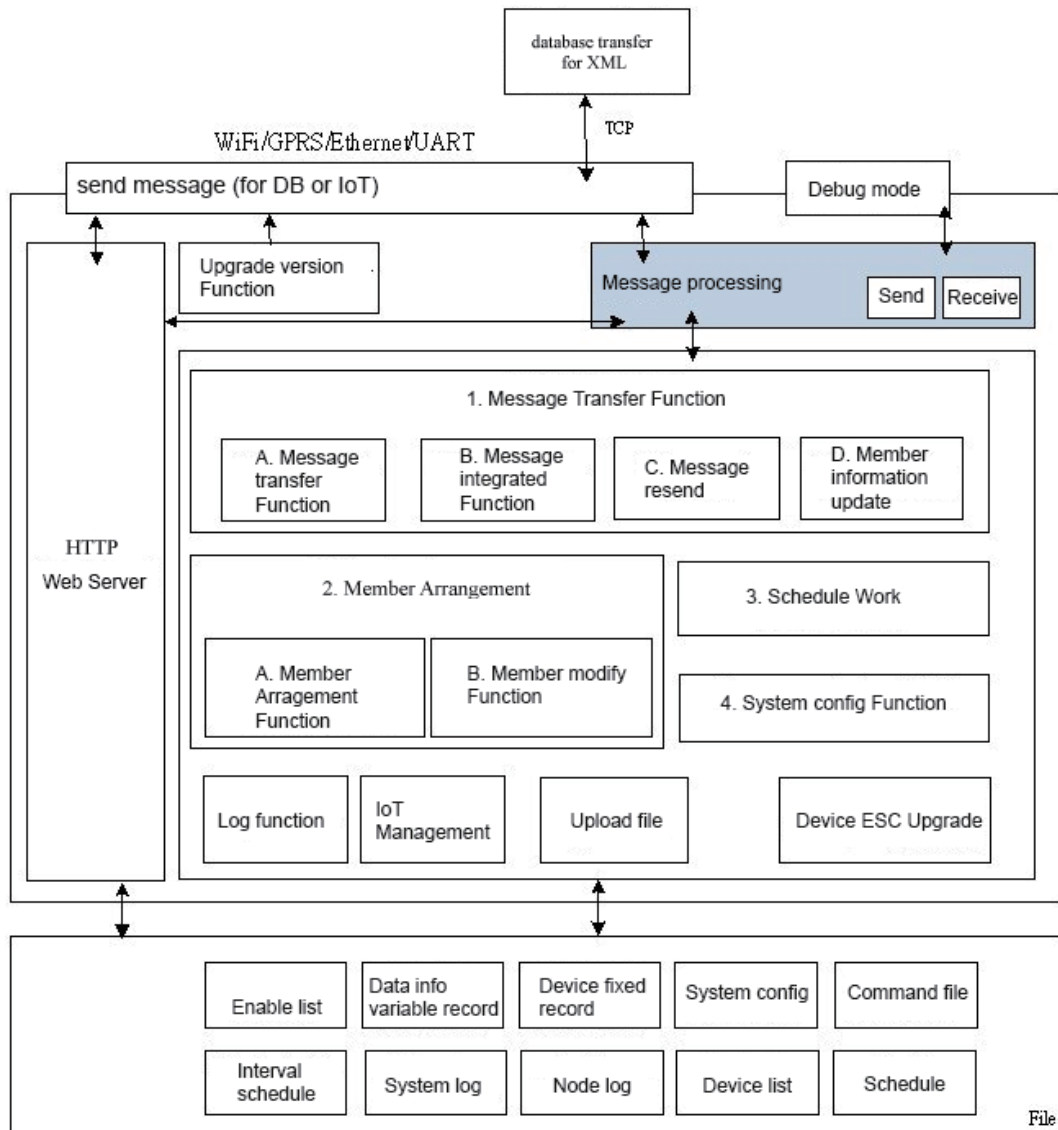 database transfer
for XML
TCP
WiFi/GPRS/Ethernet/UART
send message (for DB or IoT)
Debug mode
Upgrade version
Function
Message processing
Send
Receive
1. Message Transfer Function
A. Message
transfer
Function
B. Message
integrated
Function
C. Message
resend
D. Member
information
update
HTTP
Web Server
2. Member Arrangement
3. Schedule Work
A. Member
Arragement
Function
B. Member modify
Function
4. System config Function
Log function
IoT
Management
Upload file
Device ESC Upgrade
Enable list
Data info
variable record
Device fixed
record
System config
Command file
Interval
schedule
System log
Node log
Device list
Schedule
File